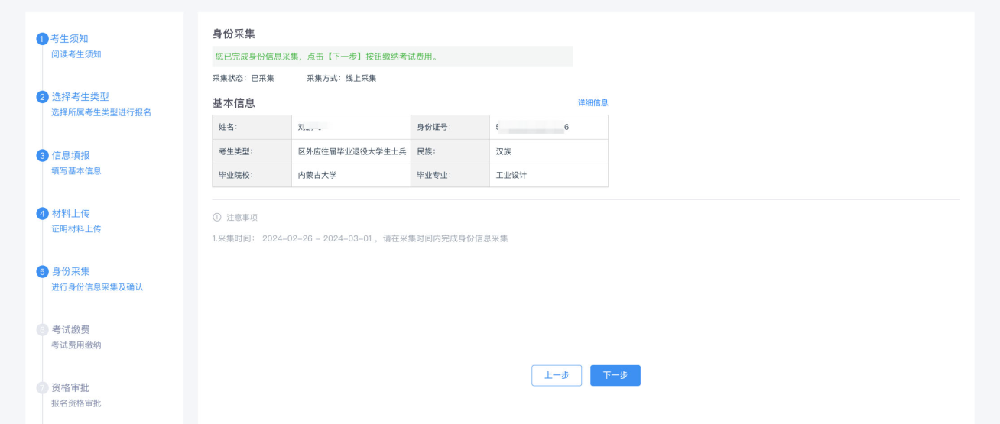 1 考生须知
阅读考生须知
2 选择考生类型
选择所属考生类型进行报名
3 信息填报
填写基本信息
4 材料上传
证明材料上传
5 身份采集
进行身份信息采集及确认
6 考试缴费
考试费用缴纳
7 资格审批
报名资格审批
身份采集
您已完成身份信息采集，点击【下一步】按钮缴纳考试费用。
采集状态：已采集 采集方式：线上采集
基本信息 详细信息
姓名： 身份证号： 6
考生类型： 区外应往届毕业退役大学生士兵 民族： 汉族
毕业院校： 内蒙古大学 毕业专业： 工业设计
注意事项
1.采集时间： 2024-02-26 - 2024-03-01 ，请在采集时间内完成身份信息采集
上一步 下一步